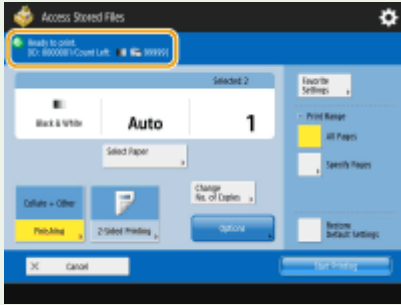 Access Stored Files
Ready to print.
[ID: 0000001/Count Left: 99999]
Selected: 2
Black & White
Auto
1
Select Paper
Change
No. of Copies
Collate + Other
Finishing
2-Sided Printing
Options
Favorite
Settings
Print Range
All Pages
Specify Pages
Restore
Default Settings
Cancel
Start Printing